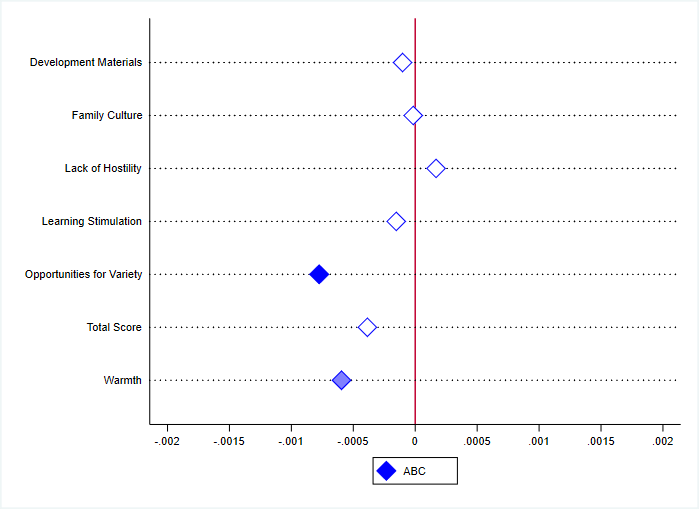 Development Materials
Family Culture
Lack of Hostility
Learning Stimulation
Opportunities for Variety
Total Score
Warmth
-.002 -.0015 -.001 -.0005 0 .0005 .001 .0015 .002
ABC